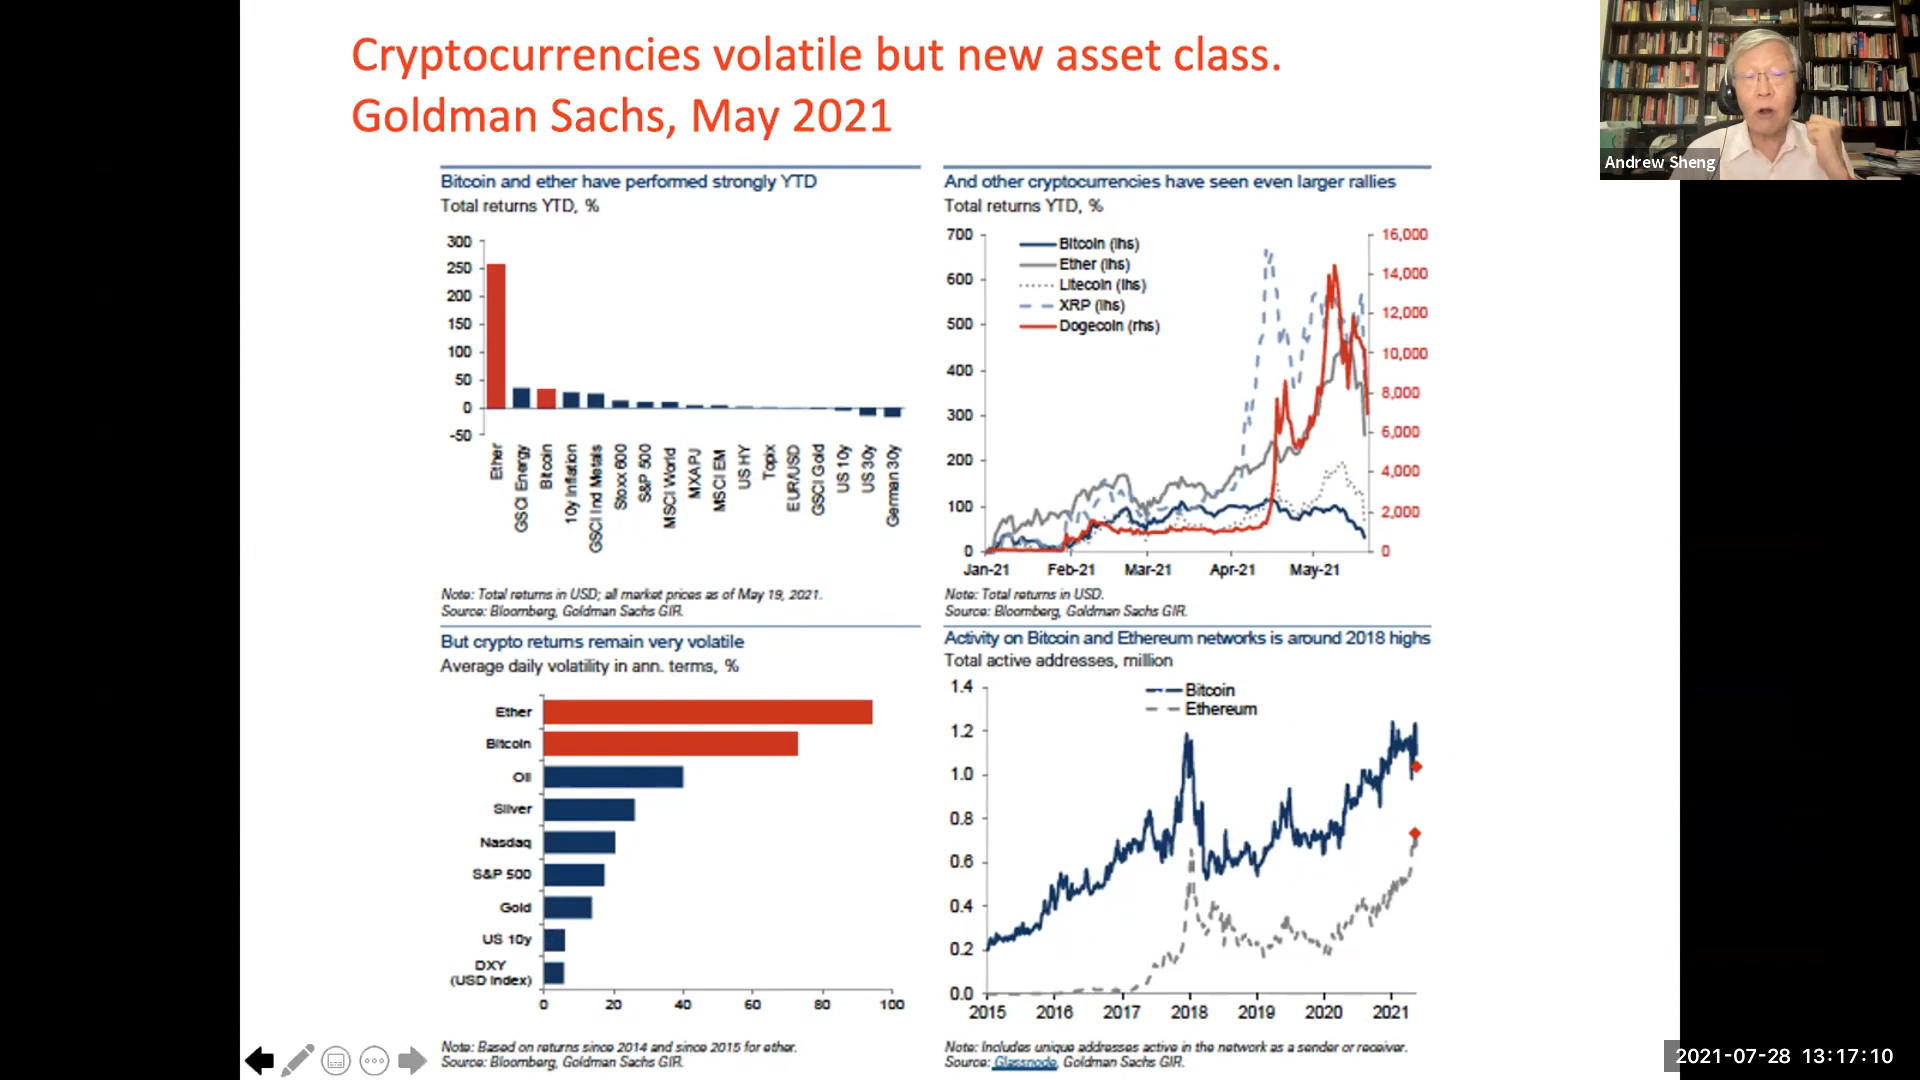 Cryptocurrencies volatile but new asset class.
Goldman Sachs, May 2021
Andrew Sheng
Bitcoin and ether have performed strongly YTD
Total returns YTD, %
300
250
200
150
100
50
0
-50
Ether
GSCI Energy
Bitcoin
10y Inflation
GSCI Ind Metals
Stoxx 600
S&P 500
MSCI World
MXAPJ
MSCI EM
US HY
Topix
EUR/USD
GSCI Gold
US 10y
US 30y
German 30y
Note: Total returns in USD; all market prices as of May 19, 2021.
Source: Bloomberg, Goldman Sachs GIR.
And other cryptocurrencies have seen even larger rallies
Total returns YTD, %
700
600
500
400
300
200
100
0
Bitcoin (lhs)
Ether (lhs)
Litecoin (lhs)
XRP (lhs)
Dogecoin (rhs)
16,000
14,000
12,000
10,000
8,000
6,000
4,000
2,000
0
Jan-21 Feb-21 Mar-21 Apr-21 May-21
Note: Total returns in USD.
Source: Bloomberg, Goldman Sachs GIR.
But crypto returns remain very volatile
Average daily volatility in ann. terms, %
Ether
Bitcoin
Oil
Silver
Nasdaq
S&P 500
Gold
US 10y
DXY
(USD Index)
0 20 40 60 80 100
Note: Based on returns since 2014 and since 2015 for ether.
Source: Bloomberg, Goldman Sachs GIR.
Activity on Bitcoin and Ethereum networks is around 2018 highs
Total active addresses, million
1.4
1.2
1.0
0.8
0.6
0.4
0.2
0.0
Bitcoin
Ethereum
2015 2016 2017 2018 2019 2020 2021
Note: Includes unique addresses active in the network as a sender or receiver.
Source: Glassnode, Goldman Sachs GIR.
2021-07-28 13:17:10